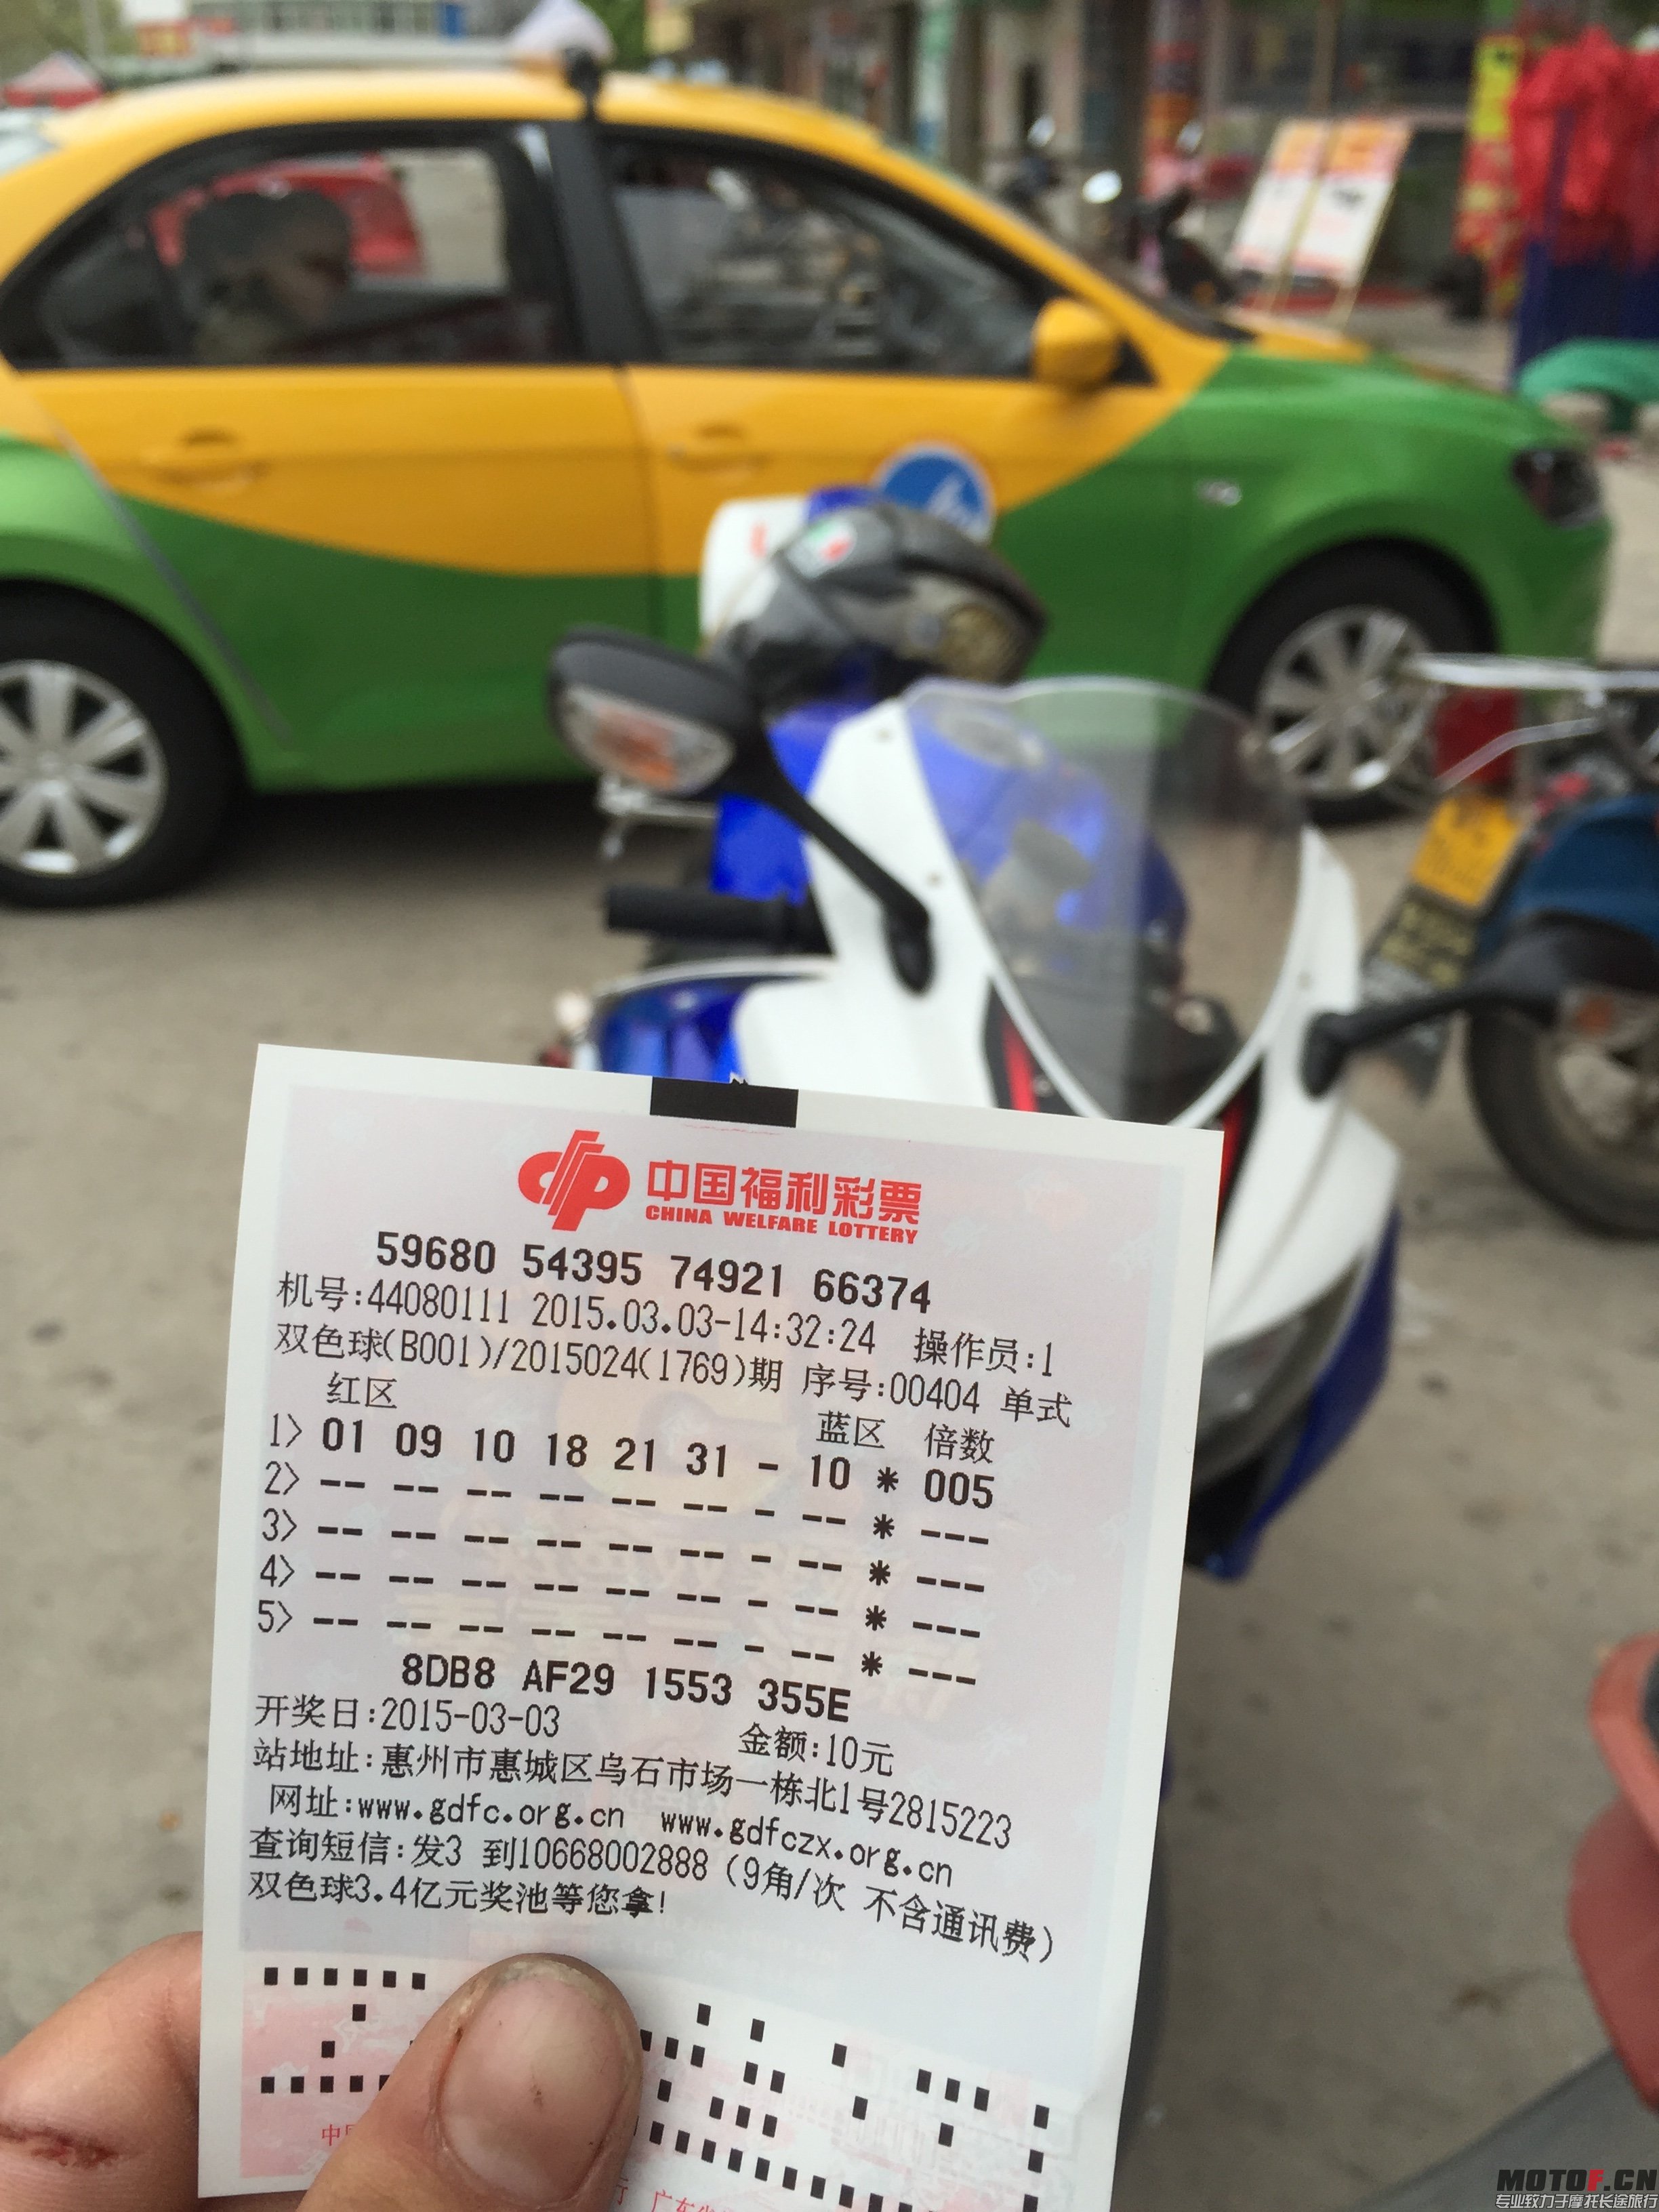 中国福利彩票
CHINA WELFARE LOTTERY
59680 54395 74921 66374
机号:44080111 2015.03.03-14:32:24 操作员:1
双色球(B001)/2015024(1769)期 序号:00404 单式
红区 蓝区 倍数
1> 01 09 10 18 21 31 - 10 * 005
2> -- -- -- -- -- -- - -- * ---
3> -- -- -- -- -- -- - -- * ---
4> -- -- -- -- -- -- - -- * ---
5> -- -- -- -- -- -- - -- * ---
8DB8 AF29 1553 355E
开奖日:2015-03-03 金额:10元
站地址:惠州市惠城区乌石市场一栋北1号2815223
网址:www.gdfc.org.cn www.gdfczx.org.cn
查询短信:发3 到10668002888 (9角/次 不含通讯费)
双色球3.4亿元奖池等您拿!
MOTOF.CN
专业致力于摩托长途旅行